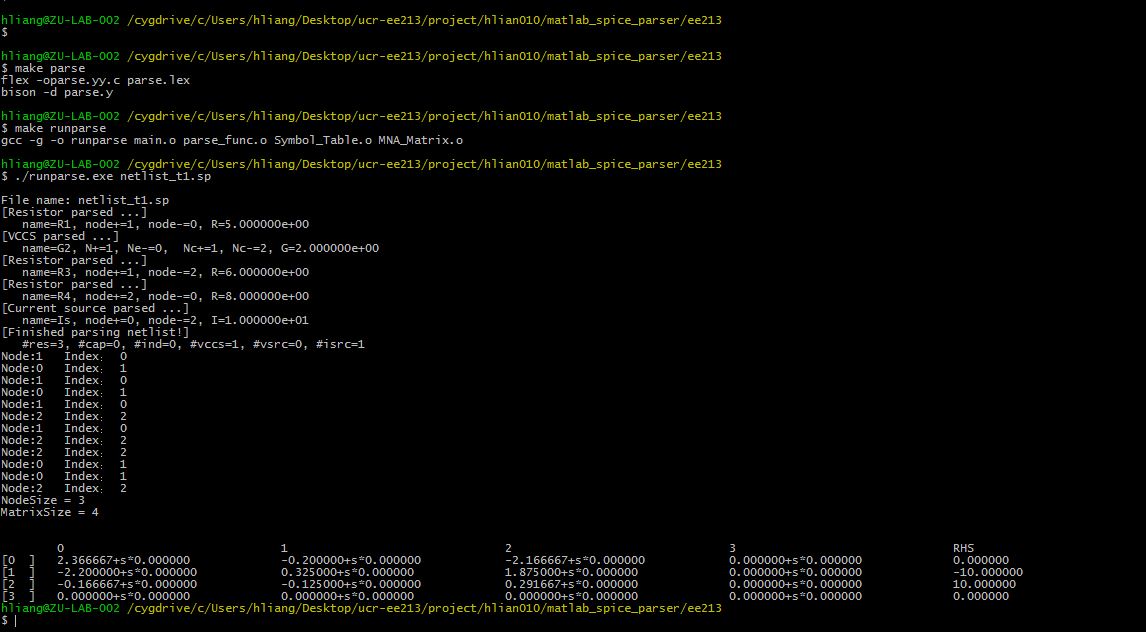 hliang@ZU-LAB-002 /cygdrive/c/Users/hliang/Desktop/ucr-ee213/project/hlian010/matlab_spice_parser/ee213
$
hliang@ZU-LAB-002 /cygdrive/c/Users/hliang/Desktop/ucr-ee213/project/hlian010/matlab_spice_parser/ee213
$ make parse
flex -oparse.yy.c parse.lex
bison -d parse.y
hliang@ZU-LAB-002 /cygdrive/c/Users/hliang/Desktop/ucr-ee213/project/hlian010/matlab_spice_parser/ee213
$ make runparse
gcc -g -o runparse main.o parse_func.o Symbol_Table.o MNA_Matrix.o
hliang@ZU-LAB-002 /cygdrive/c/Users/hliang/Desktop/ucr-ee213/project/hlian010/matlab_spice_parser/ee213
$ ./runparse.exe netlist_t1.sp
File name: netlist_t1.sp
[Resistor parsed ...]
name=R1, node+=1, node-=0, R=5.000000e+00
[VCCS parsed ...]
name=G2, N+=1, Ne-=0,  Nc+=1, Nc-=2, G=2.000000e+00
[Resistor parsed ...]
name=R3, node+=1, node-=2, R=6.000000e+00
[Resistor parsed ...]
name=R4, node+=2, node-=0, R=8.000000e+00
[Current source parsed ...]
name=Is, node+=0, node-=2, I=1.000000e+01
[Finished parsing netlist!]
#res=3, #cap=0, #ind=0, #vccs=1, #vsrc=0, #isrc=1
Node:1   Index:  0
Node:0   Index:  1
Node:1   Index:  0
Node:0   Index:  1
Node:1   Index:  0
Node:2   Index:  2
Node:1   Index:  0
Node:2   Index:  2
Node:2   Index:  2
Node:0   Index:  1
Node:0   Index:  1
Node:2   Index:  2
NodeSize = 3
MatrixSize = 4
0 1 2 3 RHS
[0  ]   2.366667+s*0.000000 -0.200000+s*0.000000 -2.166667+s*0.000000 0.000000+s*0.000000 0.000000
[1  ]   -2.200000+s*0.000000 0.325000+s*0.000000 1.875000+s*0.000000 0.000000+s*0.000000 -10.000000
[2  ]   -0.166667+s*0.000000 -0.125000+s*0.000000 0.291667+s*0.000000 0.000000+s*0.000000 10.000000
[3  ]   0.000000+s*0.000000 0.000000+s*0.000000 0.000000+s*0.000000 0.000000+s*0.000000 0.000000
hliang@ZU-LAB-002 /cygdrive/c/Users/hliang/Desktop/ucr-ee213/project/hlian010/matlab_spice_parser/ee213
$